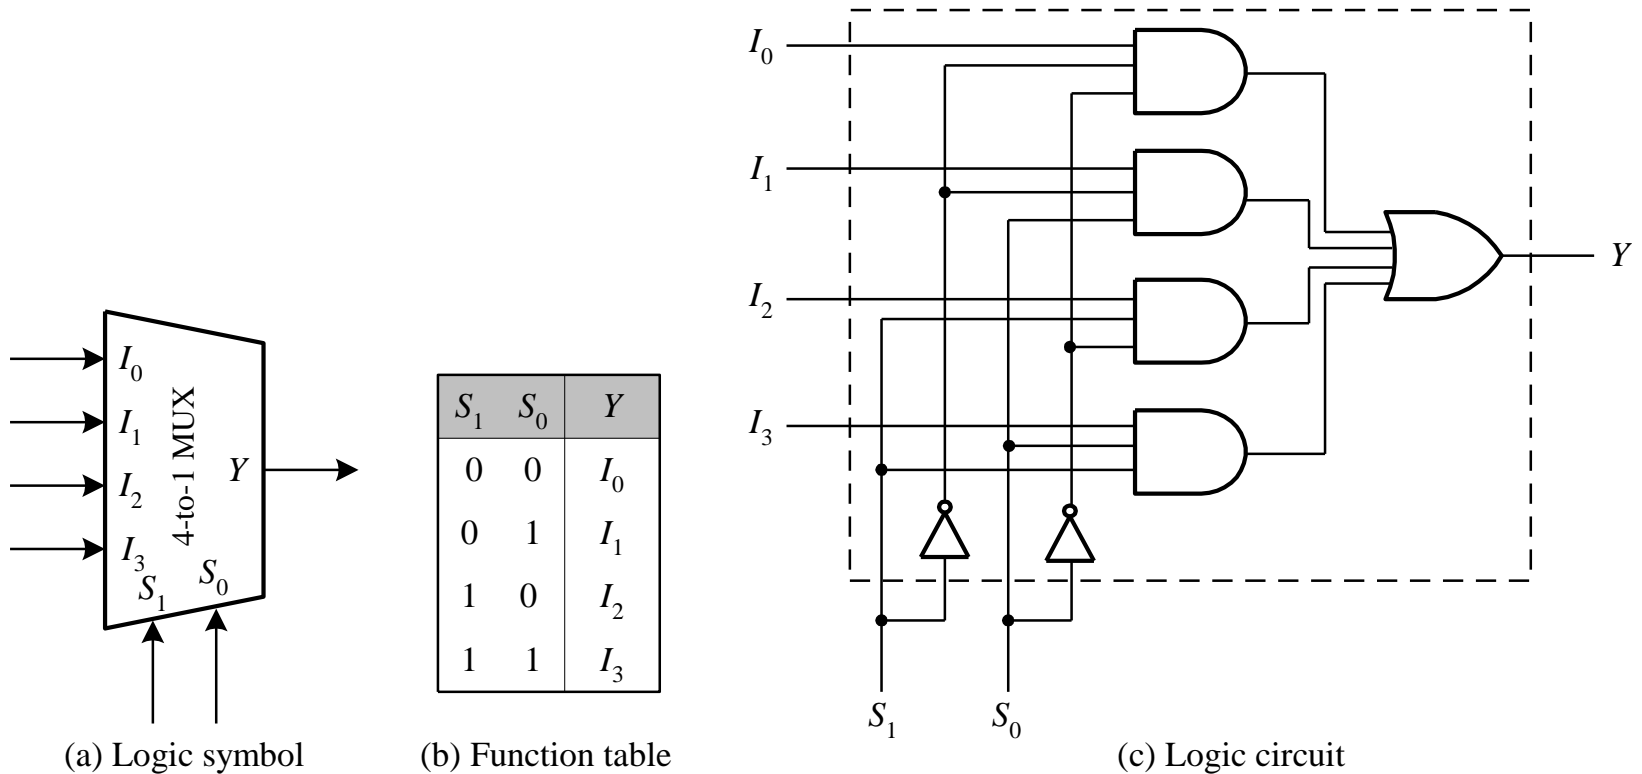 I0
I1
I2
I3
4-to-1 MUX
Y
S1
S0
(a) Logic symbol
S1 S0 Y
0 0 I0
0 1 I1
1 0 I2
1 1 I3
(b) Function table
I0
I1
I2
I3
Y
S1 S0
(c) Logic circuit